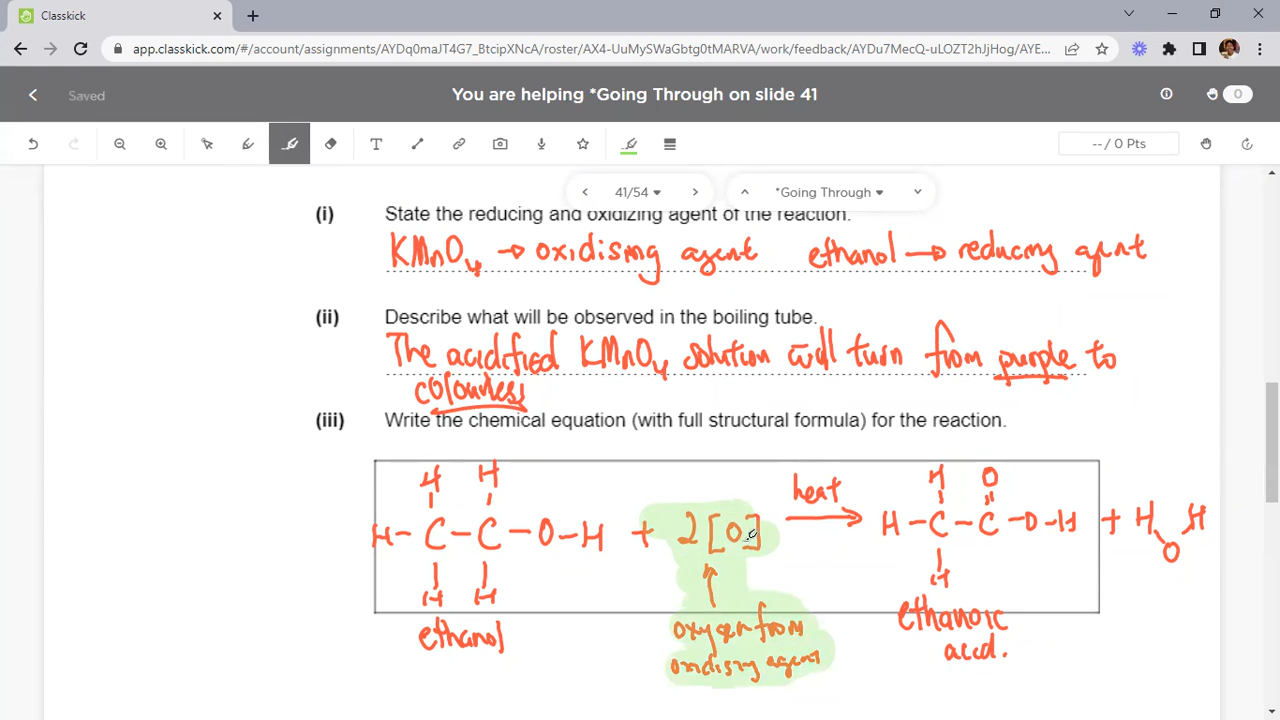 Classkick
app.classkick.com/#/account/assignments/AYDq0maJT4G7_BtcipXNcA/roster/AX4-UuMySWaGbtg0tMARVA/work/feedback/AYDu7MecQ-uLOZT2hJjHog/AYE...
Saved
You are helping *Going Through on slide 41
0
T
-- / 0 Pts
41/54
*Going Through
(i) State the reducing and oxidizing agent of the reaction.
KMnO4 → oxidising agent ethanol → reducing agent
(ii) Describe what will be observed in the boiling tube.
The acidified KMnO4 solution will turn from purple to
colourless
(iii) Write the chemical equation (with full structural formula) for the reaction.
H H heat H O
H-C-C-O-H + 2[O] → H-C-C-O-H + H O H
H H H
ethanol oxygen from ethanoic
oxidising agent acid.